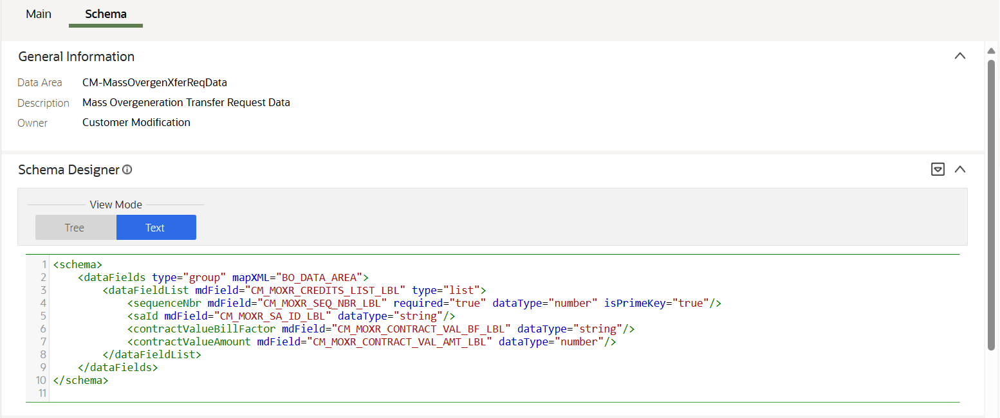 Main Schema
General Information
Data Area CM-MassOvergenXferReqData
Description Mass Overgeneration Transfer Request Data
Owner Customer Modification
Schema Designer
View Mode
Tree Text
1 <schema>
2 <dataFields type="group" mapXML="BO_DATA_AREA">
3 <dataFieldList mdField="CM_MOXR_CREDITS_LIST_LBL" type="list">
4 <sequenceNbr mdField="CM_MOXR_SEQ_NBR_LBL" required="true" dataType="number" isPrimeKey="true"/>
5 <saId mdField="CM_MOXR_SA_ID_LBL" dataType="string"/>
6 <contractValueBillFactor mdField="CM_MOXR_CONTRACT_VAL_BF_LBL" dataType="string"/>
7 <contractValueAmount mdField="CM_MOXR_CONTRACT_VAL_AMT_LBL" dataType="number"/>
8 </dataFieldList>
9 </dataFields>
10 </schema>
11